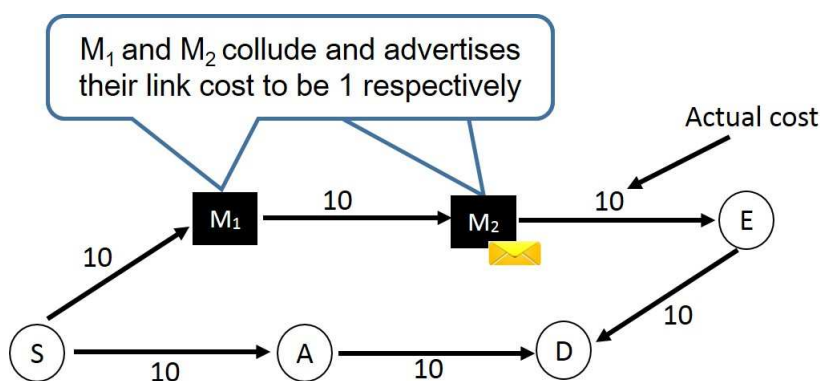 M₁ and M₂ collude and advertises
their link cost to be 1 respectively
Actual cost
M₁
10
M₂
10
E
10
10
S
10
A
10
D